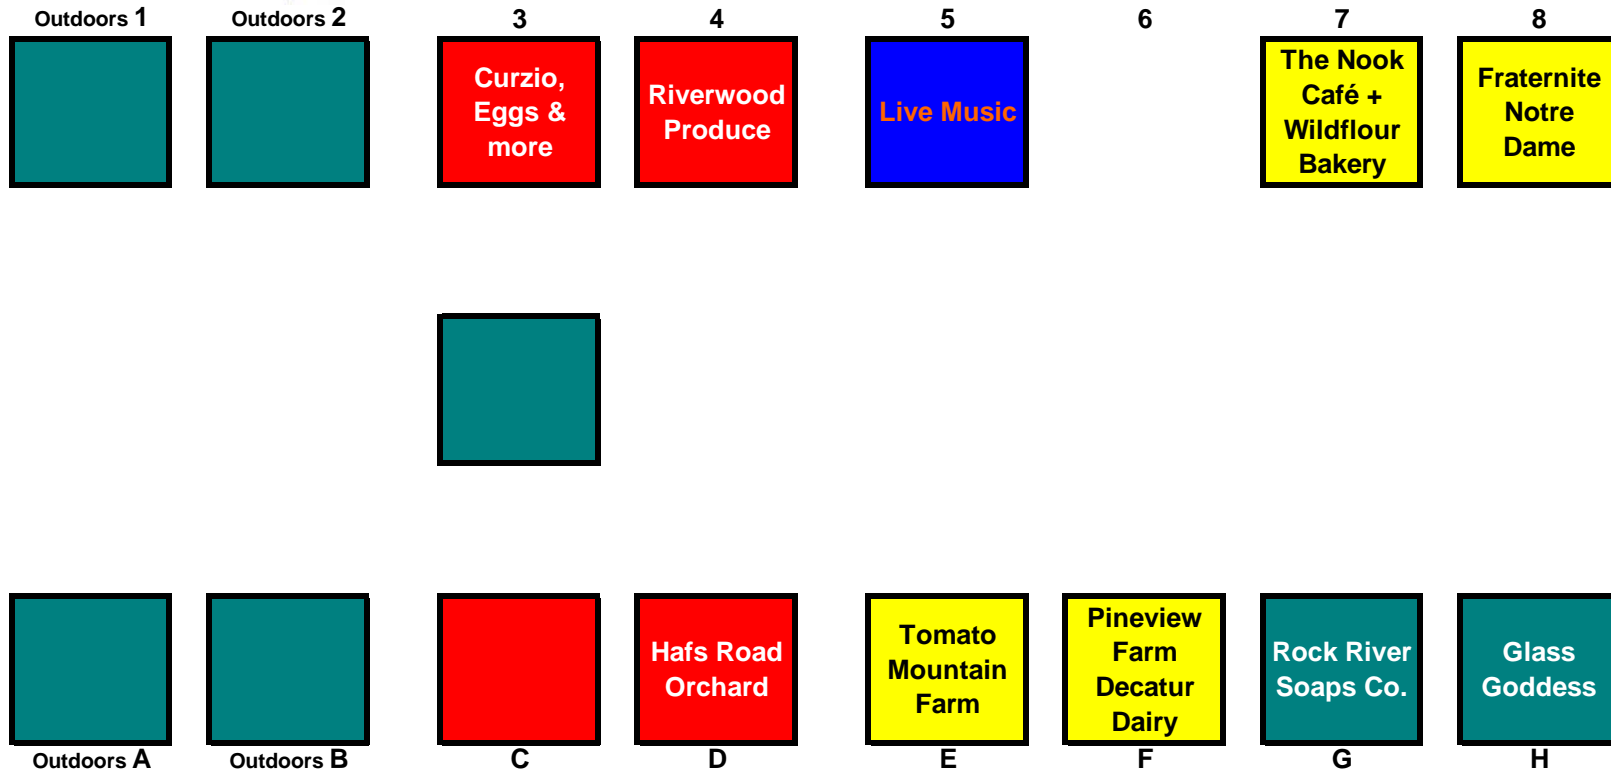 Outdoors 1
Outdoors 2
3
4
5
6
7
8
Curzio,
Eggs &
more
Riverwood
Produce
Live Music
The Nook
Café +
Wildflour
Bakery
Fraternite
Notre
Dame
Hafs Road
Orchard
Tomato
Mountain
Farm
Pineview
Farm
Decatur
Dairy
Rock River
Soaps Co.
Glass
Goddess
Outdoors A
Outdoors B
C
D
E
F
G
H